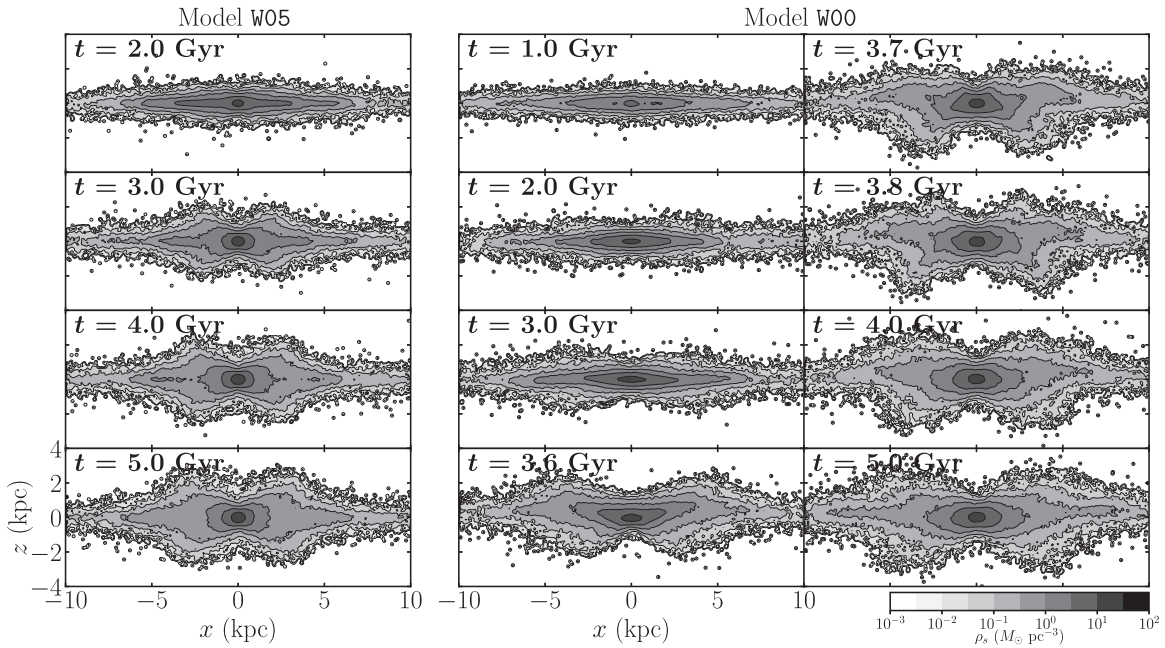 Model W05
Model W00
t = 2.0 Gyr
t = 1.0 Gyr
3.7 Gyr
t = 3.0 Gyr
t = 2.0 Gyr
t = 3.8 Gyr
t = 4.0 Gyr
t = 3.0 Gyr
t = 4.0 Gyr
t = 5.0 Gyr
t = 3.6 Gyr
t = 5.0 Gyr
4
2
0
−2
−4
z (kpc)
−10 −5 0 5 10
−10 −5 0 5 10
x (kpc)
x (kpc)
10⁻³ 10⁻² 10⁻¹ 10⁰ 10¹ 10²
ρₛ (M☉ pc⁻³)